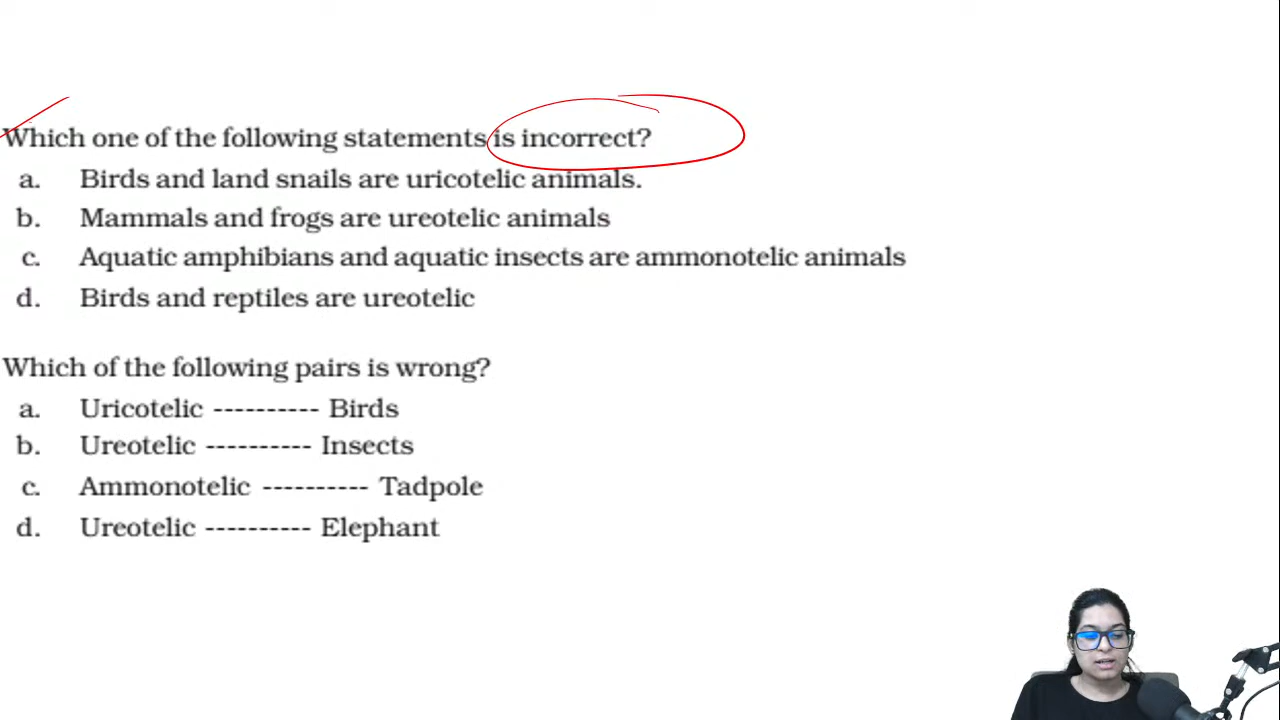 Which one of the following statements is incorrect?
a. Birds and land snails are uricotelic animals.
b. Mammals and frogs are ureotelic animals
c. Aquatic amphibians and aquatic insects are ammonotelic animals
d. Birds and reptiles are ureotelic
Which of the following pairs is wrong?
a. Uricotelic ---------- Birds
b. Ureotelic ---------- Insects
c. Ammonotelic ---------- Tadpole
d. Ureotelic ---------- Elephant